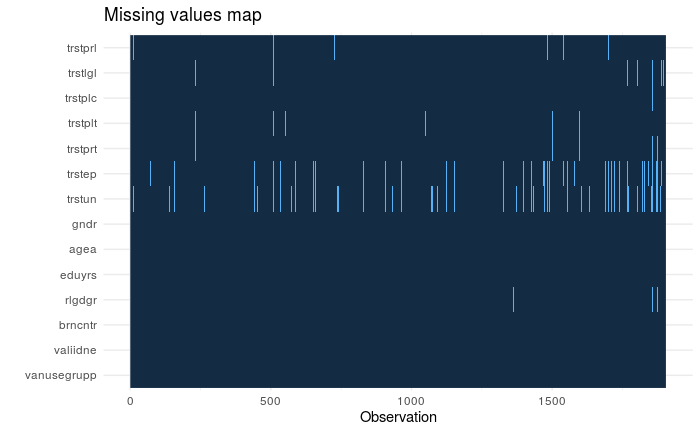 Missing values map
trstprl
trstlgl
trstplc
trstplt
trstprt
trstep
trstun
gndr
agea
eduyrs
rlgdgr
brncntr
valiidne
vanusegrupp
0 500 1000 1500
Observation